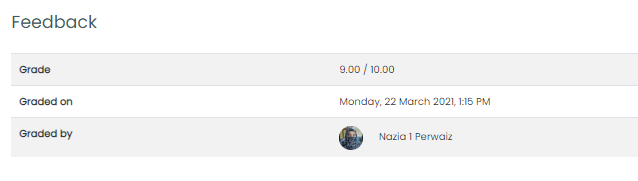 Feedback
Grade 9.00 / 10.00
Graded on Monday, 22 March 2021, 1:15 PM
Graded by Nazia 1 Perwaiz